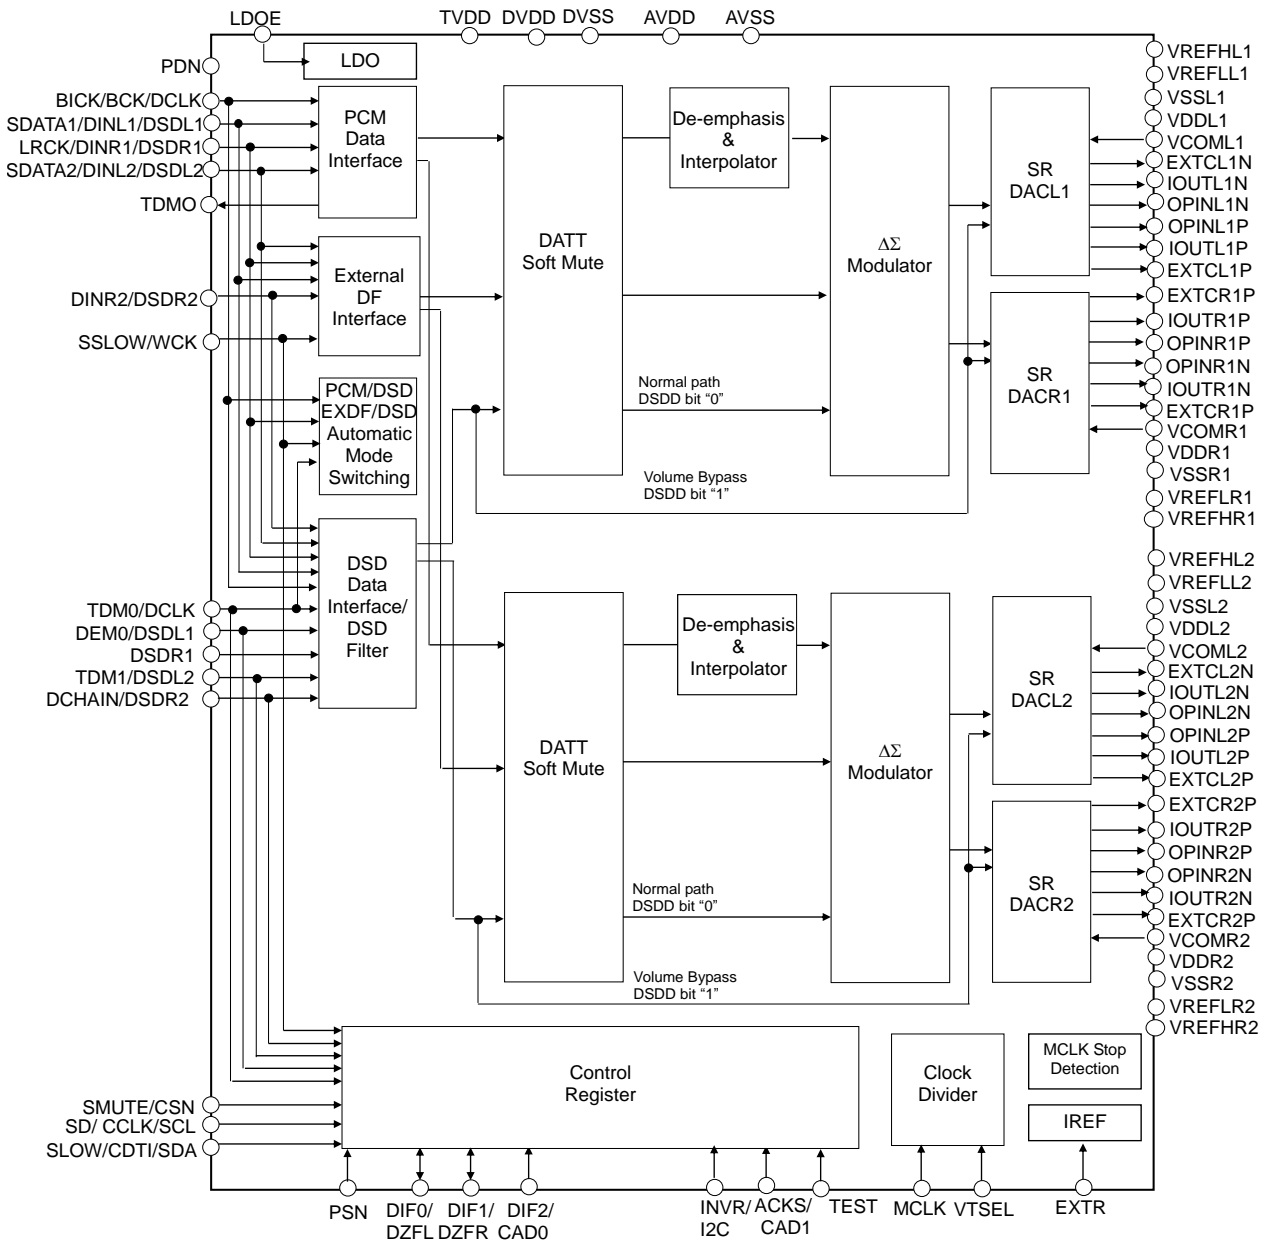 LDOE
TVDD
DVDD
DVSS
AVDD
AVSS
PDN
BICK/BCK/DCLK
SDATA1/DINL1/DSDL1
LRCK/DINR1/DSDR1
SDATA2/DINL2/DSDL2
TDMO
DINR2/DSDR2
SSLOW/WCK
TDM0/DCLK
DEM0/DSDL1
DSDR1
TDM1/DSDL2
DCHAIN/DSDR2
SMUTE/CSN
SD/ CCLK/SCL
SLOW/CDTI/SDA
LDO
PCM
Data
Interface
External
DF
Interface
PCM/DSD
EXDF/DSD
Automatic
Mode
Switching
DSD
Data
Interface/
DSD
Filter
DATT
Soft Mute
De-emphasis
&
Interpolator
ΔΣ
Modulator
Normal path
DSDD bit “0”
Volume Bypass
DSDD bit “1”
SR
DACL1
SR
DACR1
DATT
Soft Mute
De-emphasis
&
Interpolator
ΔΣ
Modulator
Normal path
DSDD bit “0”
Volume Bypass
DSDD bit “1”
SR
DACL2
SR
DACR2
Control
Register
Clock
Divider
MCLK Stop
Detection
IREF
VREFHL1
VREFLL1
VSSL1
VDDL1
VCOML1
EXTCL1N
IOUTL1N
OPINL1N
OPINL1P
IOUTL1P
EXTCL1P
EXTCR1P
IOUTR1P
OPINR1P
OPINR1N
IOUTR1N
EXTCR1P
VCOMR1
VDDR1
VSSR1
VREFLR1
VREFHR1
VREFHL2
VREFLL2
VSSL2
VDDL2
VCOML2
EXTCL2N
IOUTL2N
OPINL2N
OPINL2P
IOUTL2P
EXTCL2P
EXTCR2P
IOUTR2P
OPINR2P
OPINR2N
IOUTR2N
EXTCR2P
VCOMR2
VDDR2
VSSR2
VREFLR2
VREFHR2
PSN
DIF0/
DZFL
DIF1/
DZFR
DIF2/
CAD0
INVR/
I2C
ACKS/
CAD1
TEST
MCLK
VTSEL
EXTR